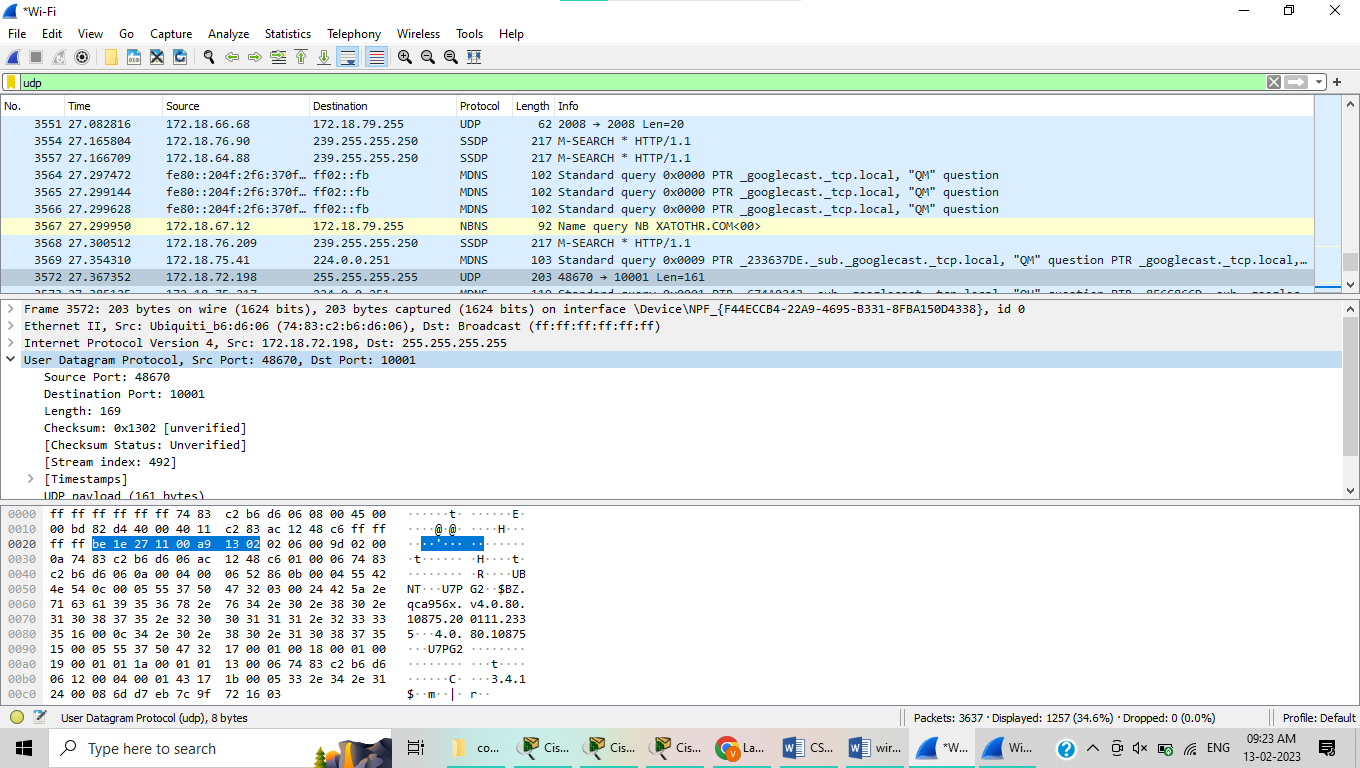 *Wi-Fi
File Edit View Go Capture Analyze Statistics Telephony Wireless Tools Help
udp
No. Time Source Destination Protocol Length Info
3551 27.082816 172.18.66.68 172.18.79.255 UDP 62 2008 → 2008 Len=20
3554 27.165804 172.18.76.90 239.255.255.250 SSDP 217 M-SEARCH * HTTP/1.1
3557 27.166709 172.18.64.88 239.255.255.250 SSDP 217 M-SEARCH * HTTP/1.1
3564 27.297472 fe80::204f:2f6:370f… ff02::fb MDNS 102 Standard query 0x0000 PTR _googlecast._tcp.local, "QM" question
3565 27.299144 fe80::204f:2f6:370f… ff02::fb MDNS 102 Standard query 0x0000 PTR _googlecast._tcp.local, "QM" question
3566 27.299628 fe80::204f:2f6:370f… ff02::fb MDNS 102 Standard query 0x0000 PTR _googlecast._tcp.local, "QM" question
3567 27.299950 172.18.67.12 172.18.79.255 NBNS 92 Name query NB XATOTHR.COM<00>
3568 27.300512 172.18.76.209 239.255.255.250 SSDP 217 M-SEARCH * HTTP/1.1
3569 27.354310 172.18.75.41 224.0.0.251 MDNS 103 Standard query 0x0009 PTR _233637DE._sub._googlecast._tcp.local, "QM" question PTR _googlecast._tcp.local,…
3572 27.367352 172.18.72.198 255.255.255.255 UDP 203 48670 → 10001 Len=161
Frame 3572: 203 bytes on wire (1624 bits), 203 bytes captured (1624 bits) on interface \Device\NPF_{F44ECCB4-22A9-4695-B331-8FBA150D4338}, id 0
Ethernet II, Src: Ubiquiti_b6:d6:06 (74:83:c2:b6:d6:06), Dst: Broadcast (ff:ff:ff:ff:ff:ff)
Internet Protocol Version 4, Src: 172.18.72.198, Dst: 255.255.255.255
User Datagram Protocol, Src Port: 48670, Dst Port: 10001
Source Port: 48670
Destination Port: 10001
Length: 169
Checksum: 0x1302 [unverified]
[Checksum Status: Unverified]
[Stream index: 492]
[Timestamps]
UDP payload (161 bytes)
0000 ff ff ff ff ff ff 74 83 c2 b6 d6 06 08 00 45 00 ······t· ······E·
0010 00 bd 82 d4 40 00 40 11 c2 83 ac 12 48 c6 ff ff ····@·@· ····H···
0020 ff ff be 1e 27 11 00 a9 13 02 02 06 00 9d 02 00 ····'··· ········
0030 0a 74 83 c2 b6 d6 06 ac 12 48 c6 01 00 06 74 83 ·t······ ·H····t·
0040 c2 b6 d6 06 0a 00 04 00 06 52 86 0b 00 04 55 42 ········ ·R····UB
0050 4e 54 0c 00 05 55 37 50 47 32 03 00 24 42 5a 2e NT···U7P G2··$BZ.
0060 71 63 61 39 35 36 78 2e 76 34 2e 30 2e 38 30 2e qca956x. v4.0.80.
0070 31 30 38 37 35 2e 32 30 30 31 31 31 2e 32 33 33 10875.20 0111.233
0080 35 16 00 0c 34 2e 30 2e 38 30 2e 31 30 38 37 35 5···4.0. 80.10875
0090 15 00 05 55 37 50 47 32 17 00 01 00 18 00 01 00 ···U7PG2 ········
00a0 19 00 01 01 1a 00 01 01 13 00 06 74 83 c2 b6 d6 ········ ···t····
00b0 06 12 00 04 00 01 43 17 1b 00 05 33 2e 34 2e 31 ······C· ···3.4.1
00c0 24 00 08 6d d7 eb 7c 9f 72 16 03 $··m··|· r··
User Datagram Protocol (udp), 8 bytes Packets: 3637 · Displayed: 1257 (34.6%) · Dropped: 0 (0.0%) Profile: Default
Type here to search co... Cis... Cis... Cis... La... CS... wir... *W... Wi... ENG 09:23 AM
13-02-2023